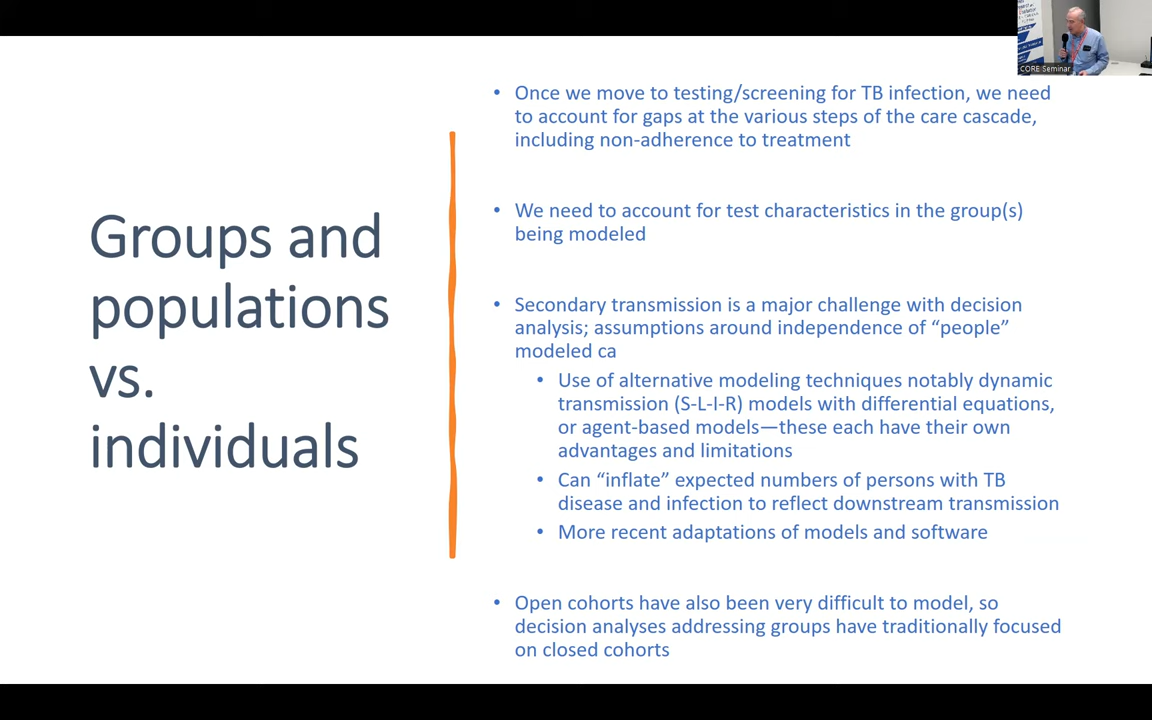 Groups and
populations
vs.
individuals
• Once we move to testing/screening for TB infection, we need
to account for gaps at the various steps of the care cascade,
including non-adherence to treatment
• We need to account for test characteristics in the group(s)
being modeled
• Secondary transmission is a major challenge with decision
analysis; assumptions around independence of “people”
modeled ca
• Use of alternative modeling techniques notably dynamic
transmission (S-L-I-R) models with differential equations,
or agent-based models—these each have their own
advantages and limitations
• Can “inflate” expected numbers of persons with TB
disease and infection to reflect downstream transmission
• More recent adaptations of models and software
• Open cohorts have also been very difficult to model, so
decision analyses addressing groups have traditionally focused
on closed cohorts
CORE Seminar